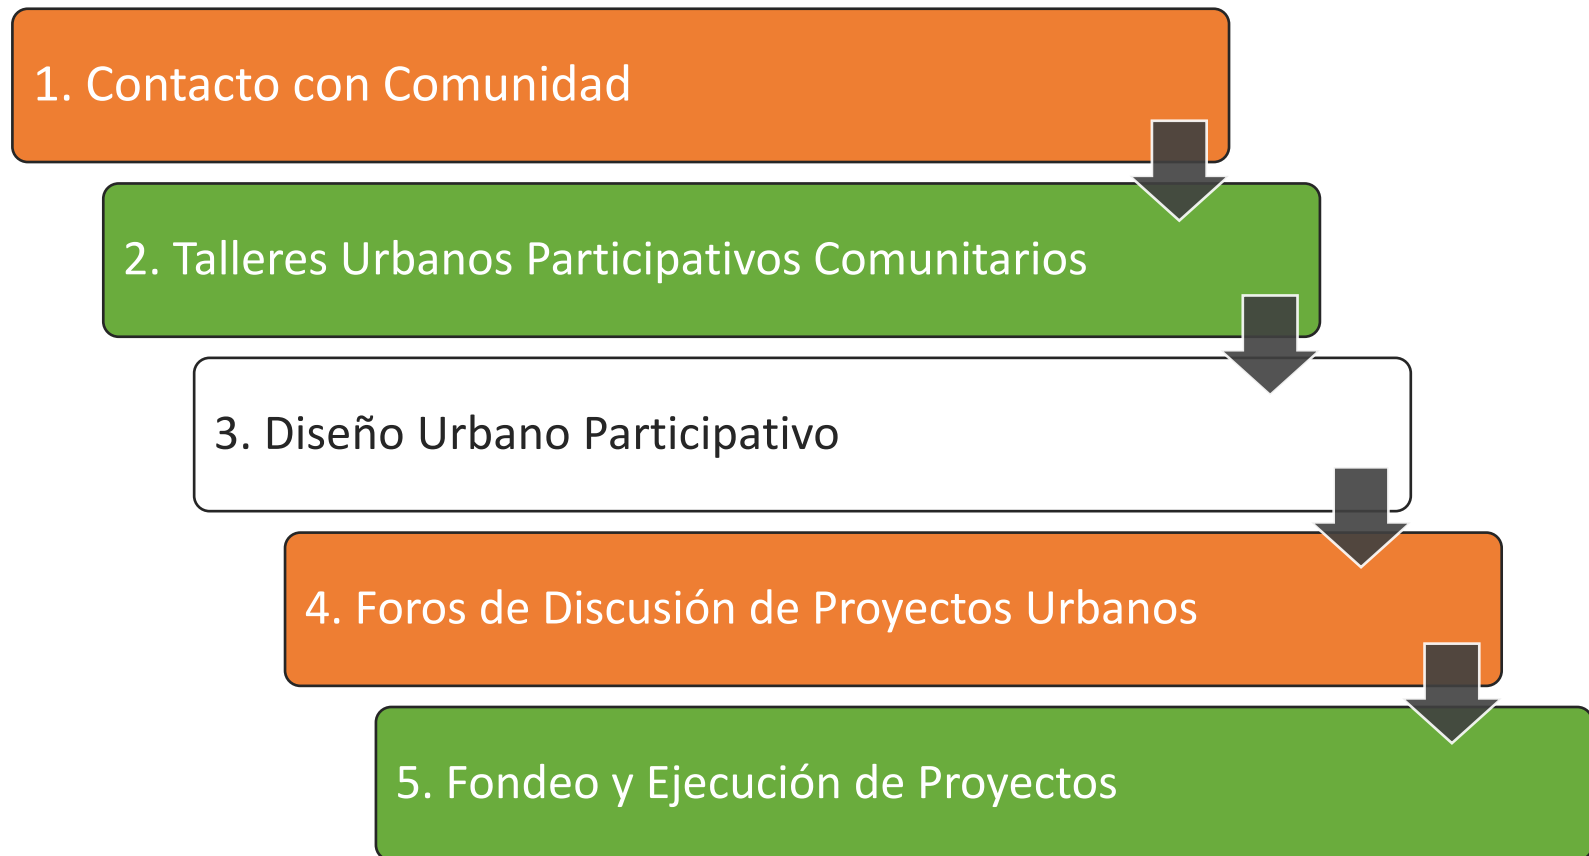 1. Contacto con Comunidad
2. Talleres Urbanos Participativos Comunitarios
3. Diseño Urbano Participativo
4. Foros de Discusión de Proyectos Urbanos
5. Fondeo y Ejecución de Proyectos